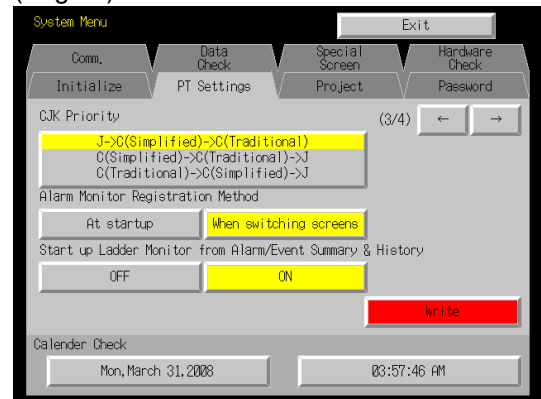 System Menu
Exit
Comm.
Data Check
Special Screen
Hardware Check
Initialize
PT Settings
Project
Password
CJK Priority
(3/4)
←
→
J->C(Simplified)->C(Traditional)
C(Simplified)->C(Traditional)->J
C(Traditional)->C(Simplified)->J
Alarm Monitor Registration Method
At startup
When switching screens
Start up Ladder Monitor from Alarm/Event Summary & History
OFF
ON
Write
Calender Check
Mon,March 31,2008
03:57:46 AM